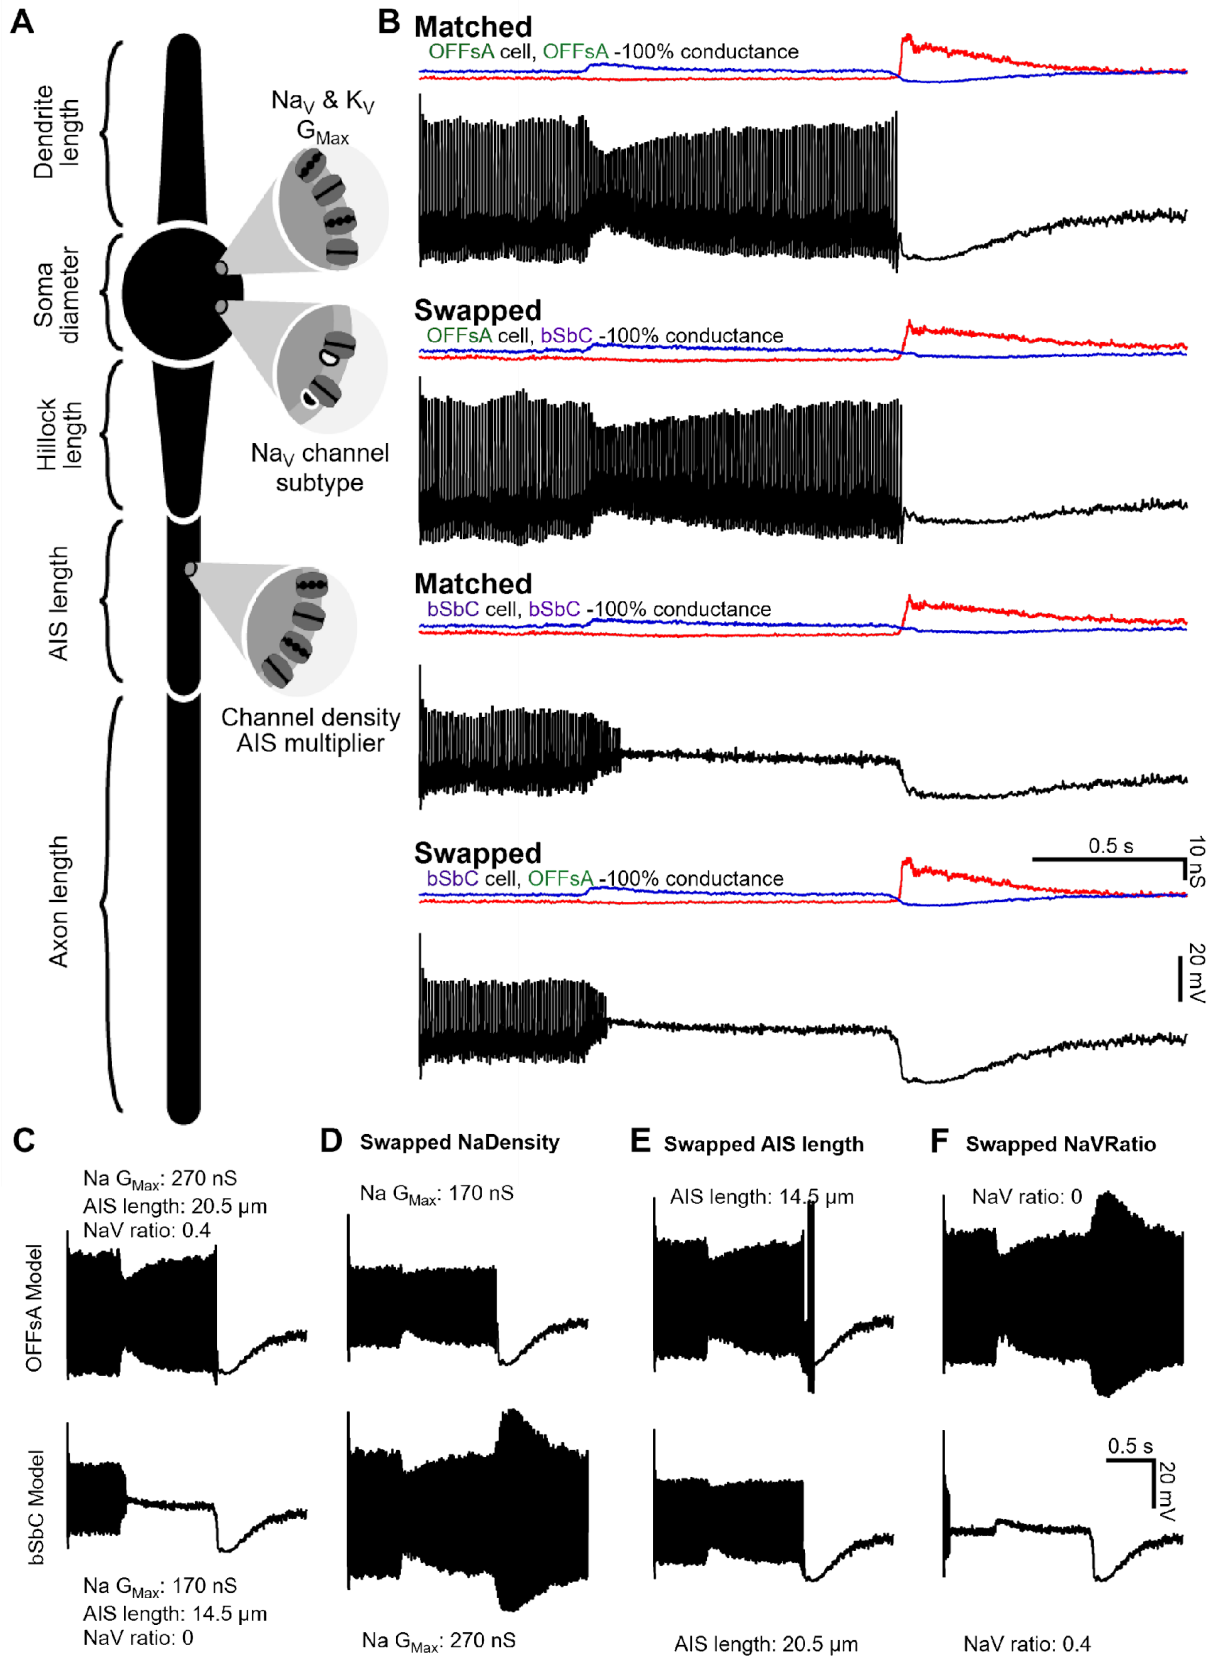 A
Dendrite
length
Soma
diameter
Hillock
length
AIS length
Axon length
NaV & KV
GMax
NaV channel
subtype
Channel density
AIS multiplier
B
Matched
OFFsA cell, OFFsA -100% conductance
Swapped
OFFsA cell, bSbC -100% conductance
Matched
bSbC cell, bSbC -100% conductance
Swapped
bSbC cell, OFFsA -100% conductance
0.5 s
10 nS
20 mV
C
Na GMax: 270 nS
AIS length: 20.5 µm
NaV ratio: 0.4
OFFsA Model
bSbC Model
Na GMax: 170 nS
AIS length: 14.5 µm
NaV ratio: 0
D Swapped NaDensity
Na GMax: 170 nS
Na GMax: 270 nS
E Swapped AIS length
AIS length: 14.5 µm
AIS length: 20.5 µm
F Swapped NaVRatio
NaV ratio: 0
0.5 s
20 mV
NaV ratio: 0.4